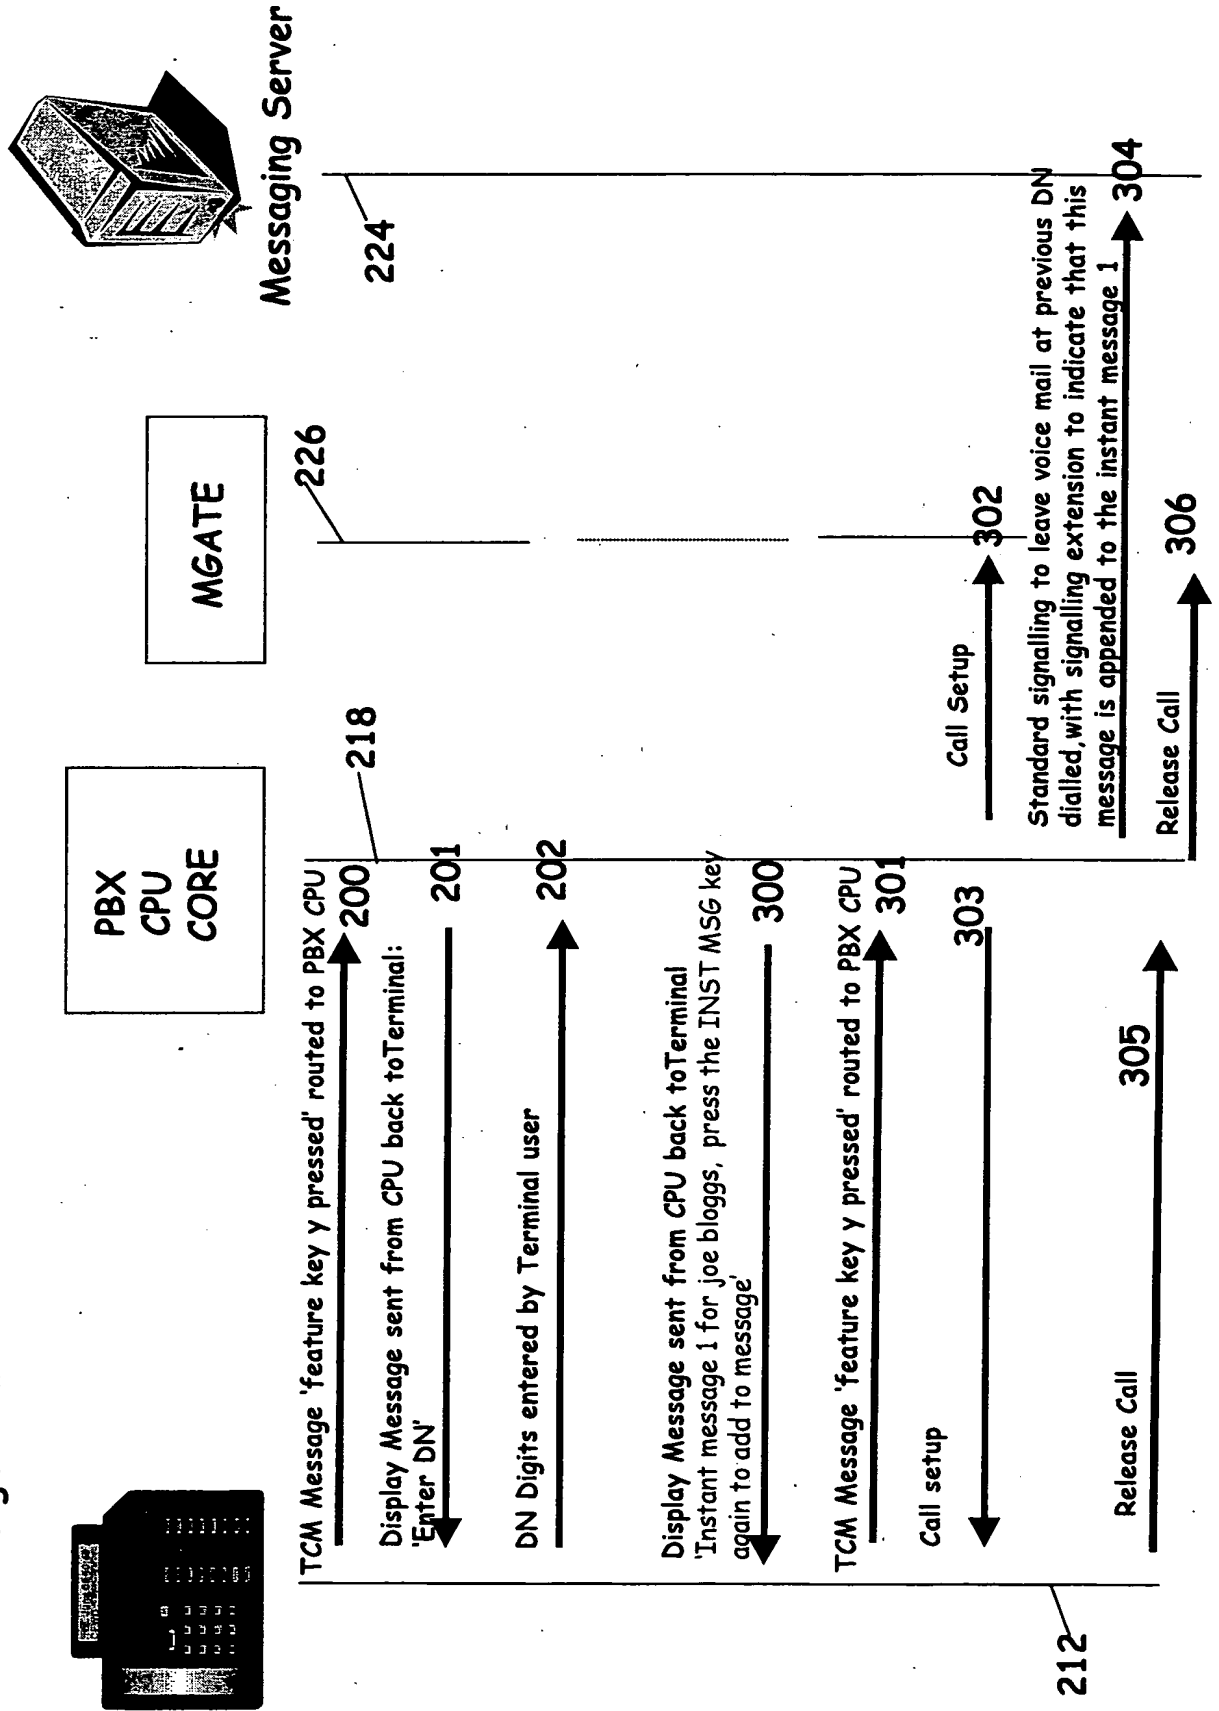 Messaging Server
MGATE
PBX
CPU
CORE
224
226
218
TCM Message 'feature key y pressed' routed to PBX CPU
200
Display Message sent from CPU back toTerminal:
'Enter DN'
201
DN Digits entered by Terminal user
202
Display Message sent from CPU back toTerminal
'Instant message 1 for joe bloggs, press the INST MSG key
again to add to message'
300
TCM Message 'feature key y pressed' routed to PBX CPU
301
Call setup
303
Call Setup
302
Standard signalling to leave voice mail at previous DN
dialled,with signalling extension to indicate that this
message is appended to the instant message 1
304
Release Call
305
Release Call
306
212